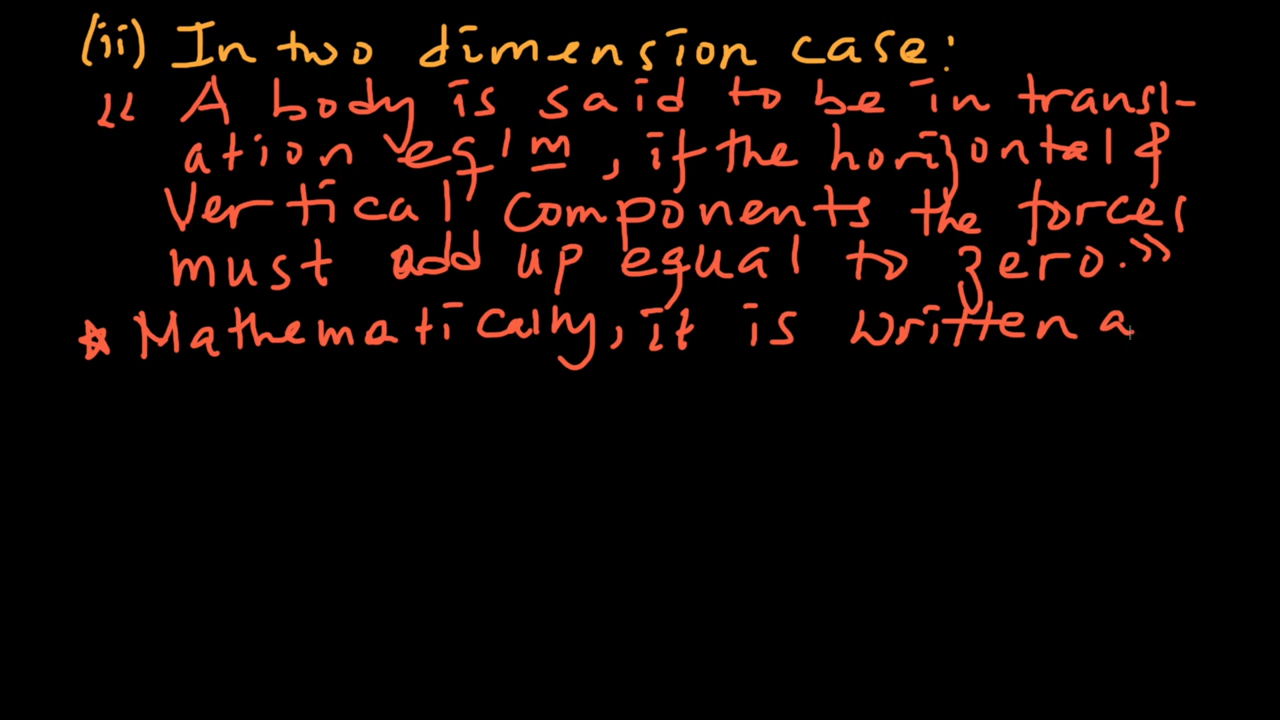 (ii) In two dimension case:
“ A body is said to be in transl-
ation eqlm, if the horizontal &
Vertical components the forces
must add up equal to zero.”
☆ Mathematically, it is written a